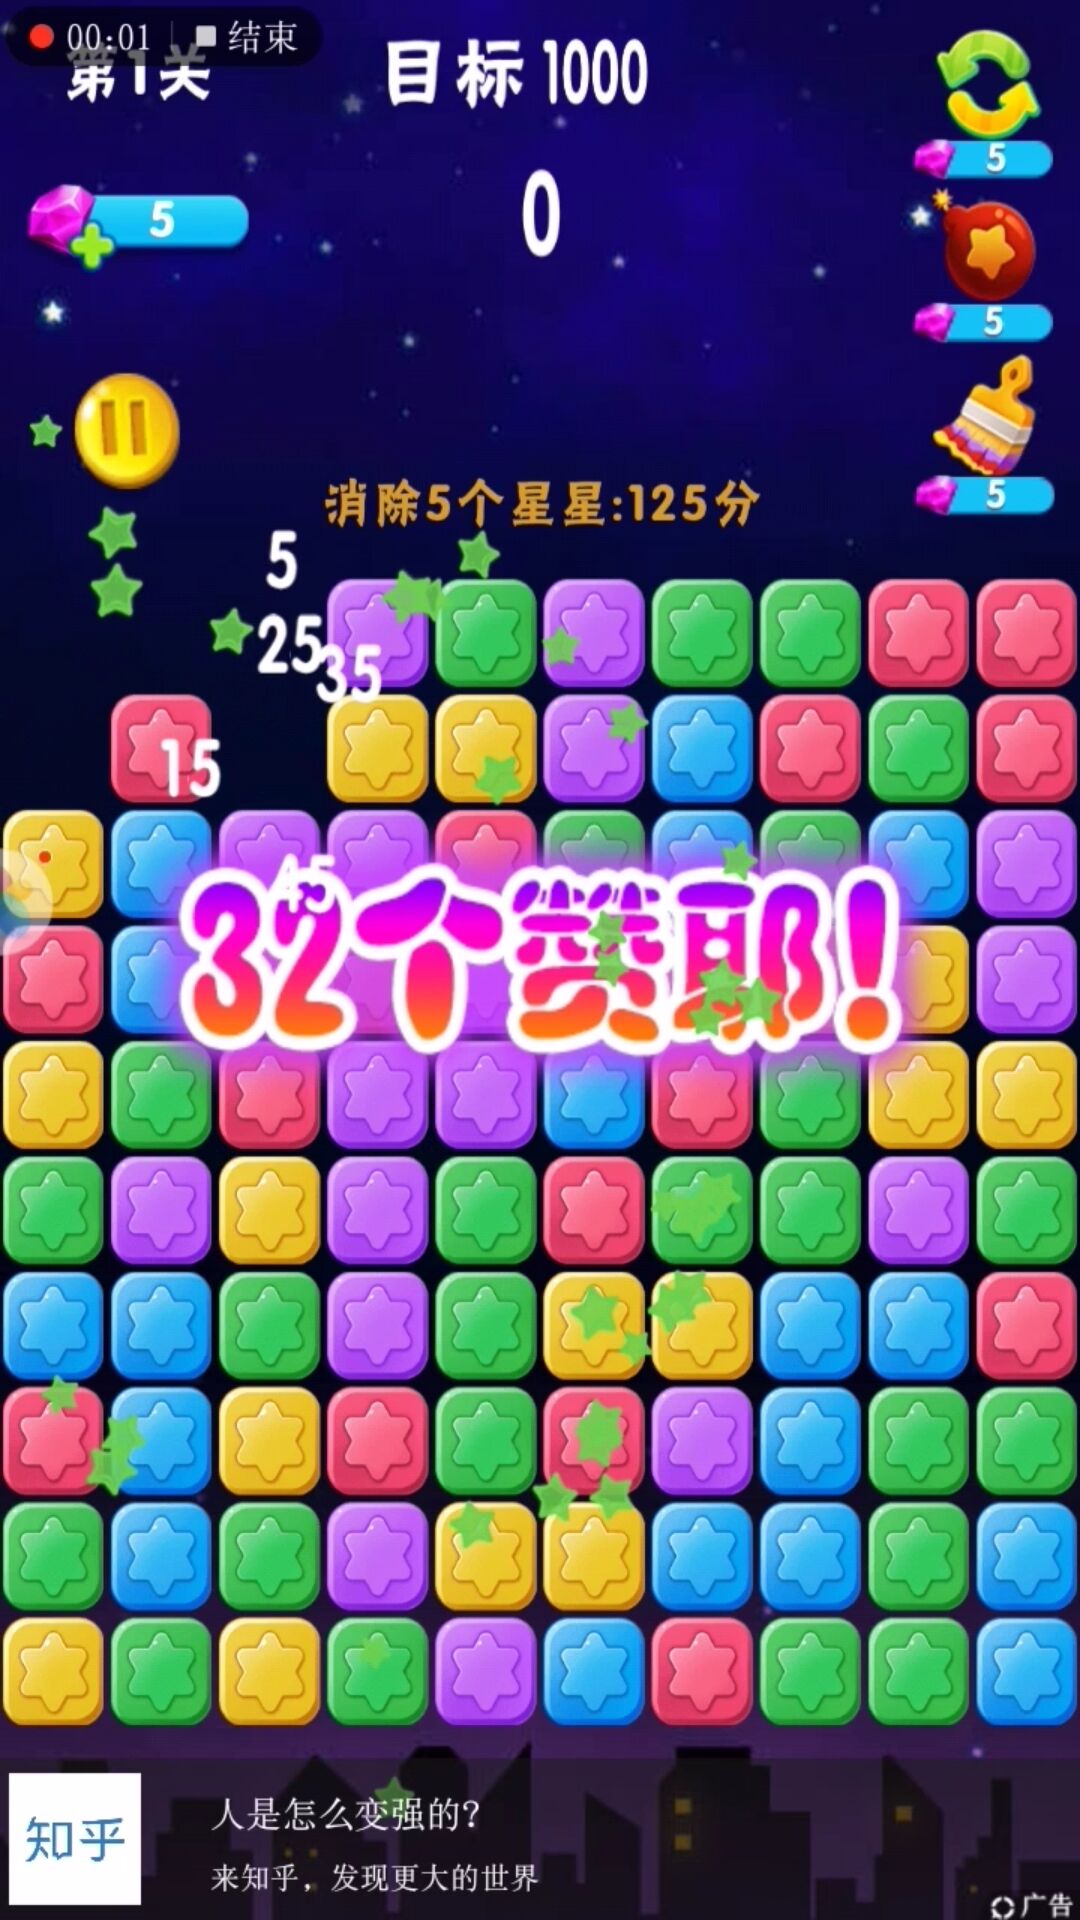 00:01 结束
第1关
目标 1000
5
5
0
5
消除5个星星:125分
5
5
25
35
15
45
32个赞耶!
知乎
人是怎么变强的?
来知乎，发现更大的世界
广告